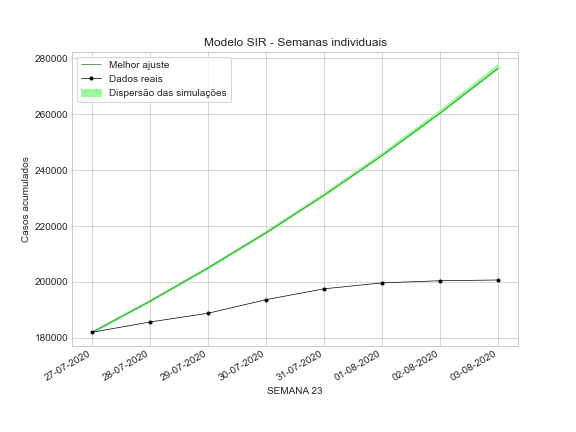 Modelo SIR - Semanas individuais
Melhor ajuste
Dados reais
Dispersão das simulações
Casos acumulados
280000
260000
240000
220000
200000
180000
27-07-2020
28-07-2020
29-07-2020
30-07-2020
31-07-2020
01-08-2020
02-08-2020
03-08-2020
SEMANA 23